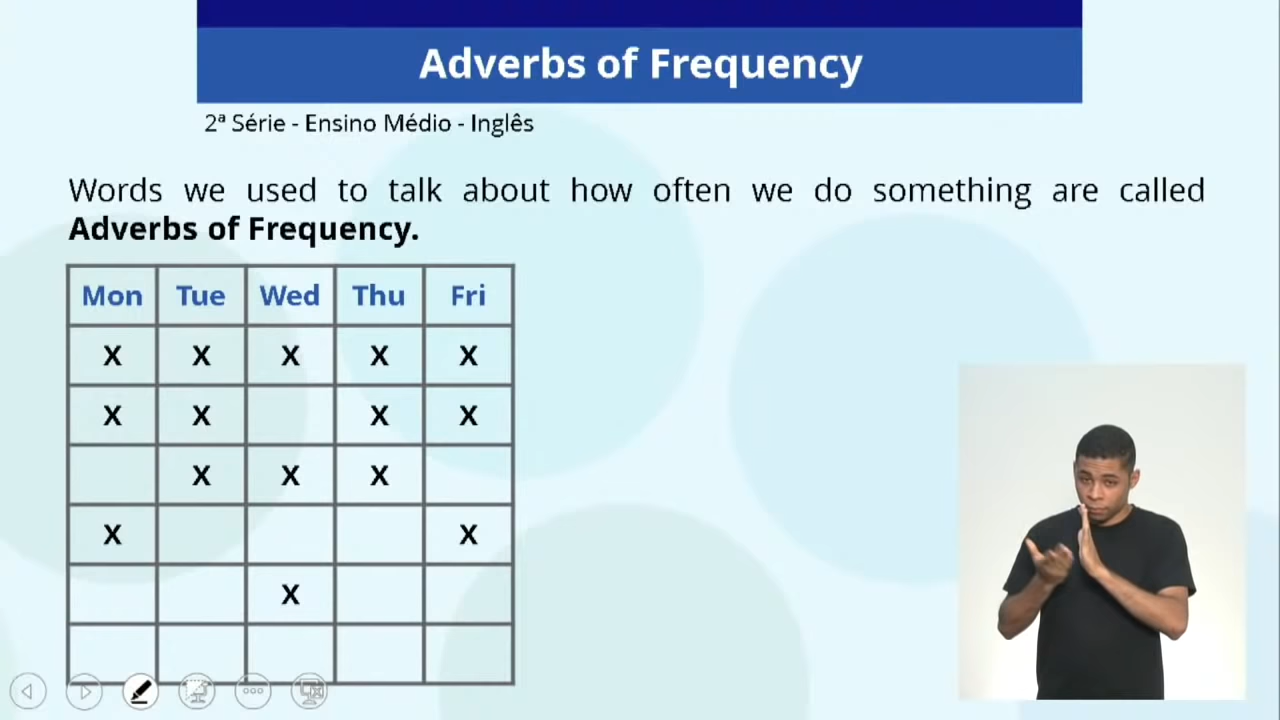 Adverbs of Frequency
2ª Série - Ensino Médio - Inglês
Words we used to talk about how often we do something are called
Adverbs of Frequency.
Mon Tue Wed Thu Fri
X X X X X
X X X X
X X X
X X
X